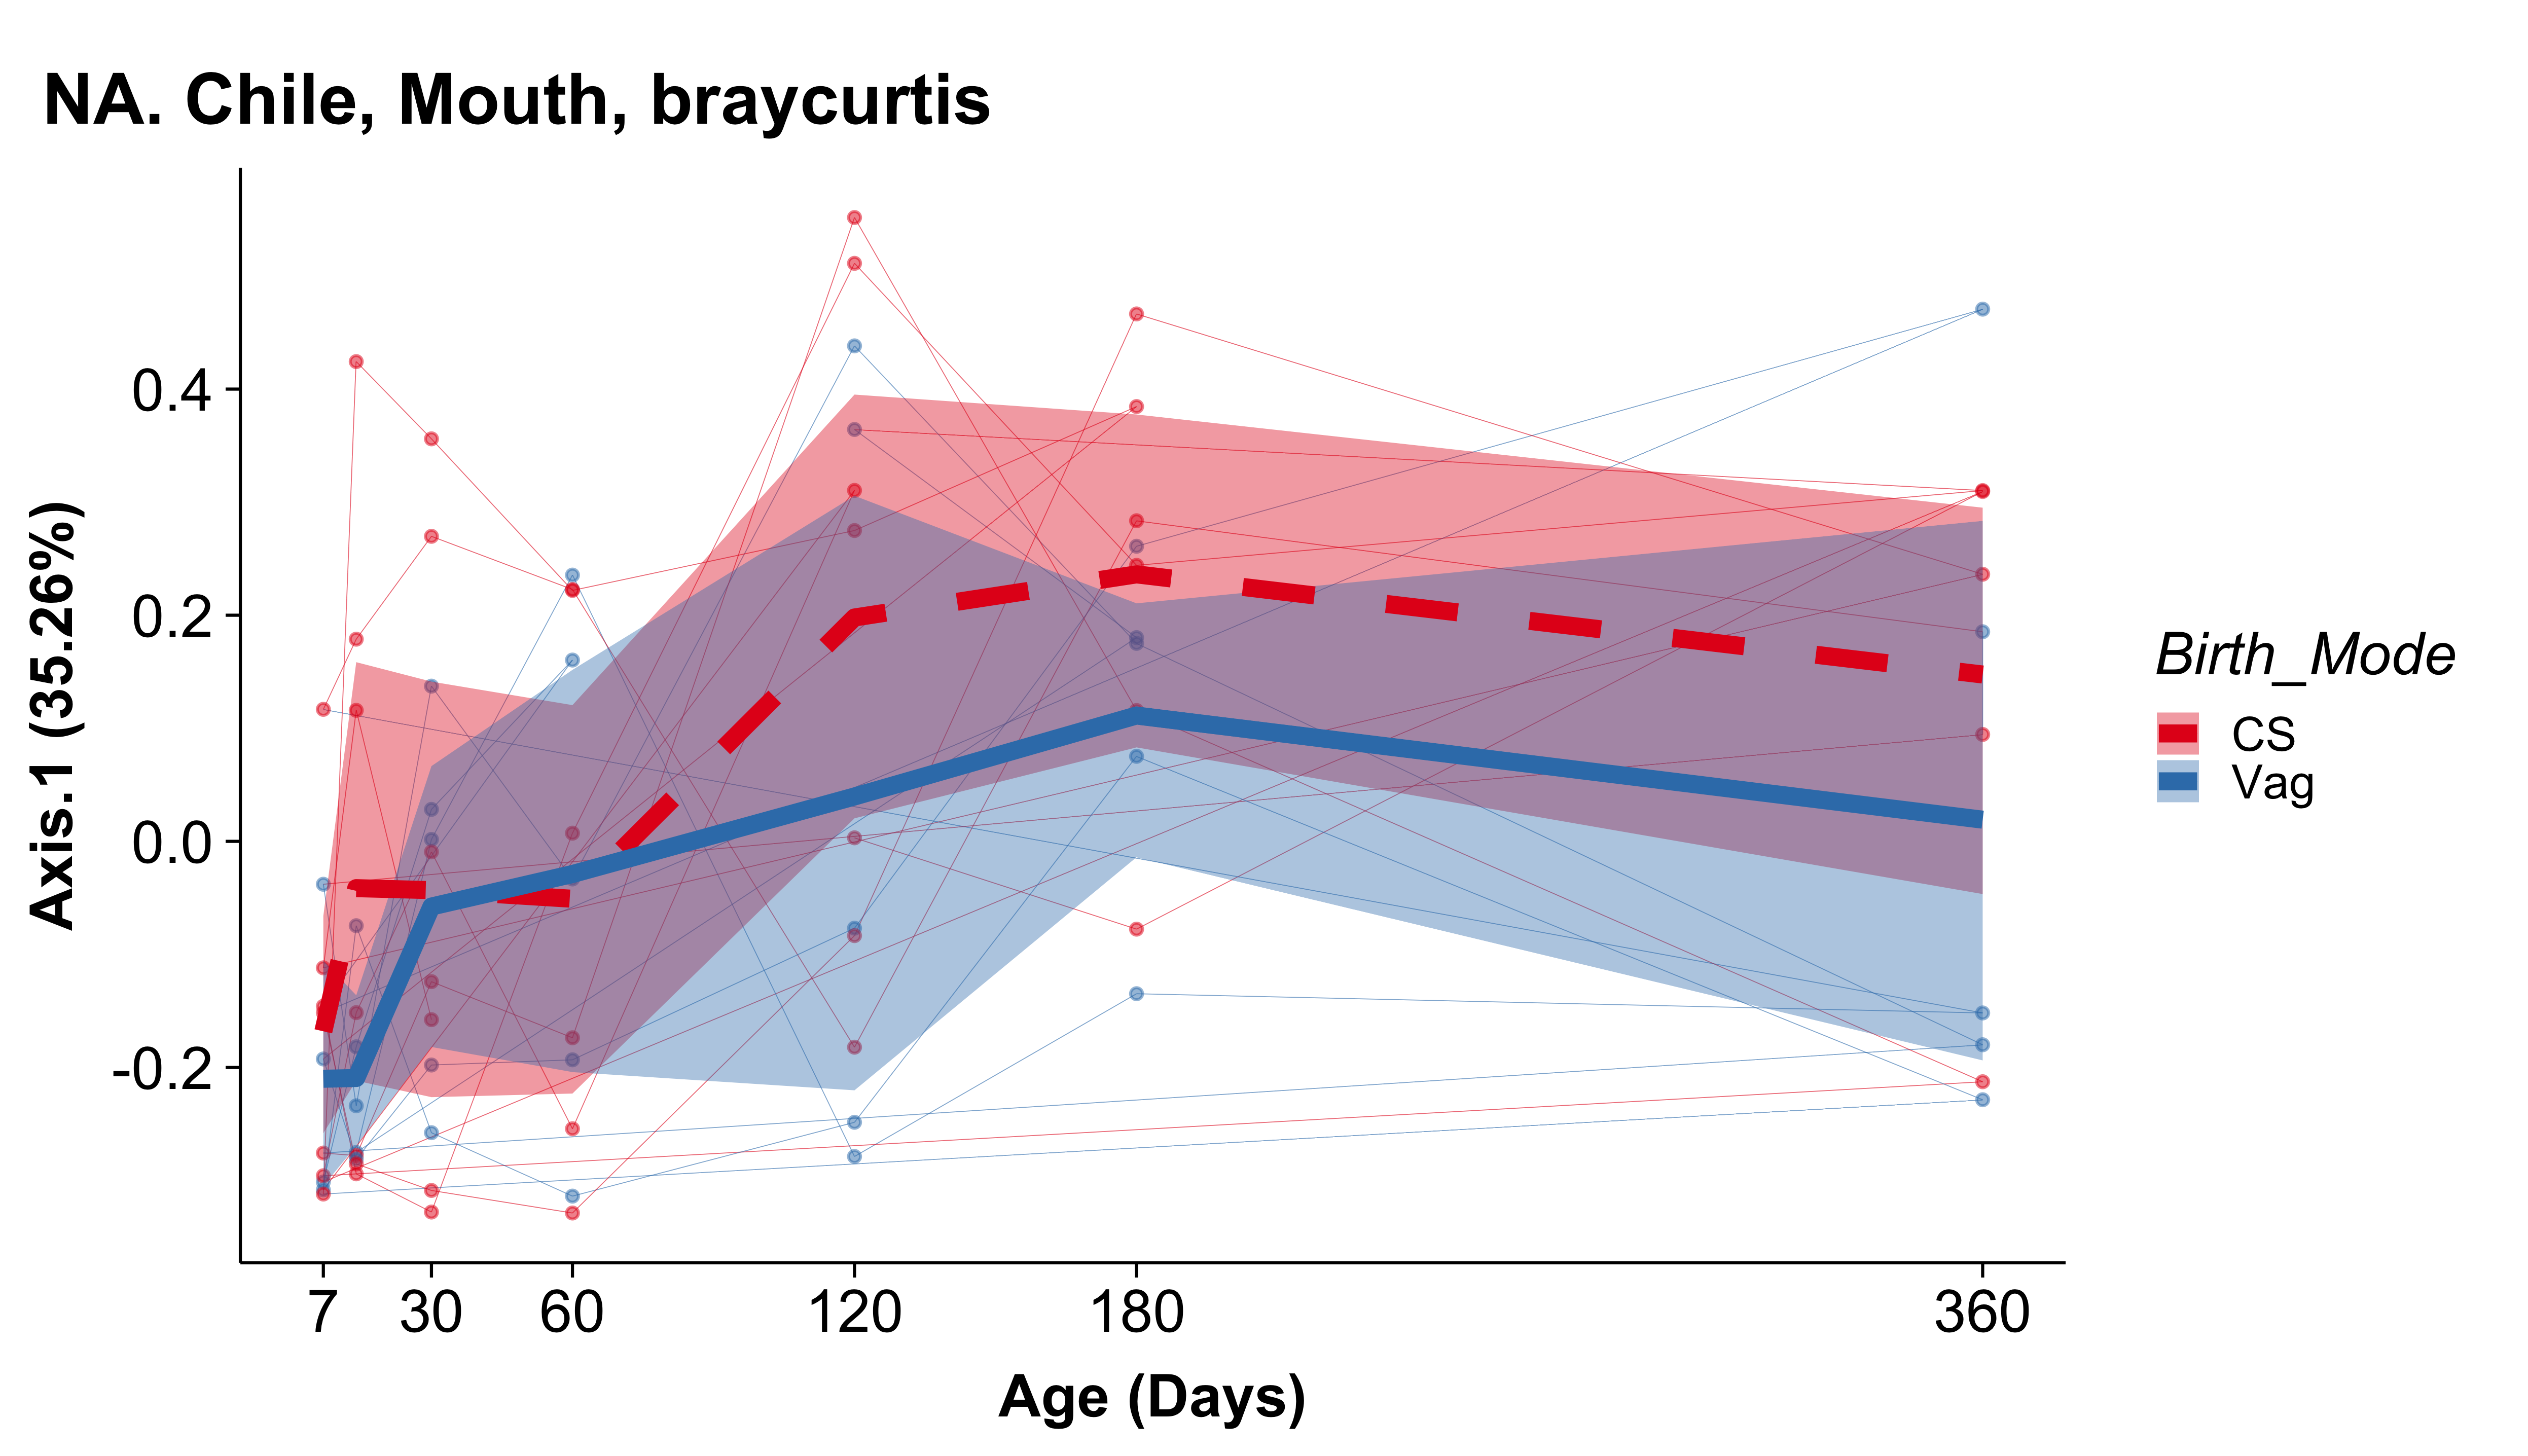 NA. Chile, Mouth, braycurtis
Axis.1 (35.26%)
0.4
0.2
0.0
-0.2
7 30 60 120 180 360
Age (Days)
Birth_Mode
CS
Vag